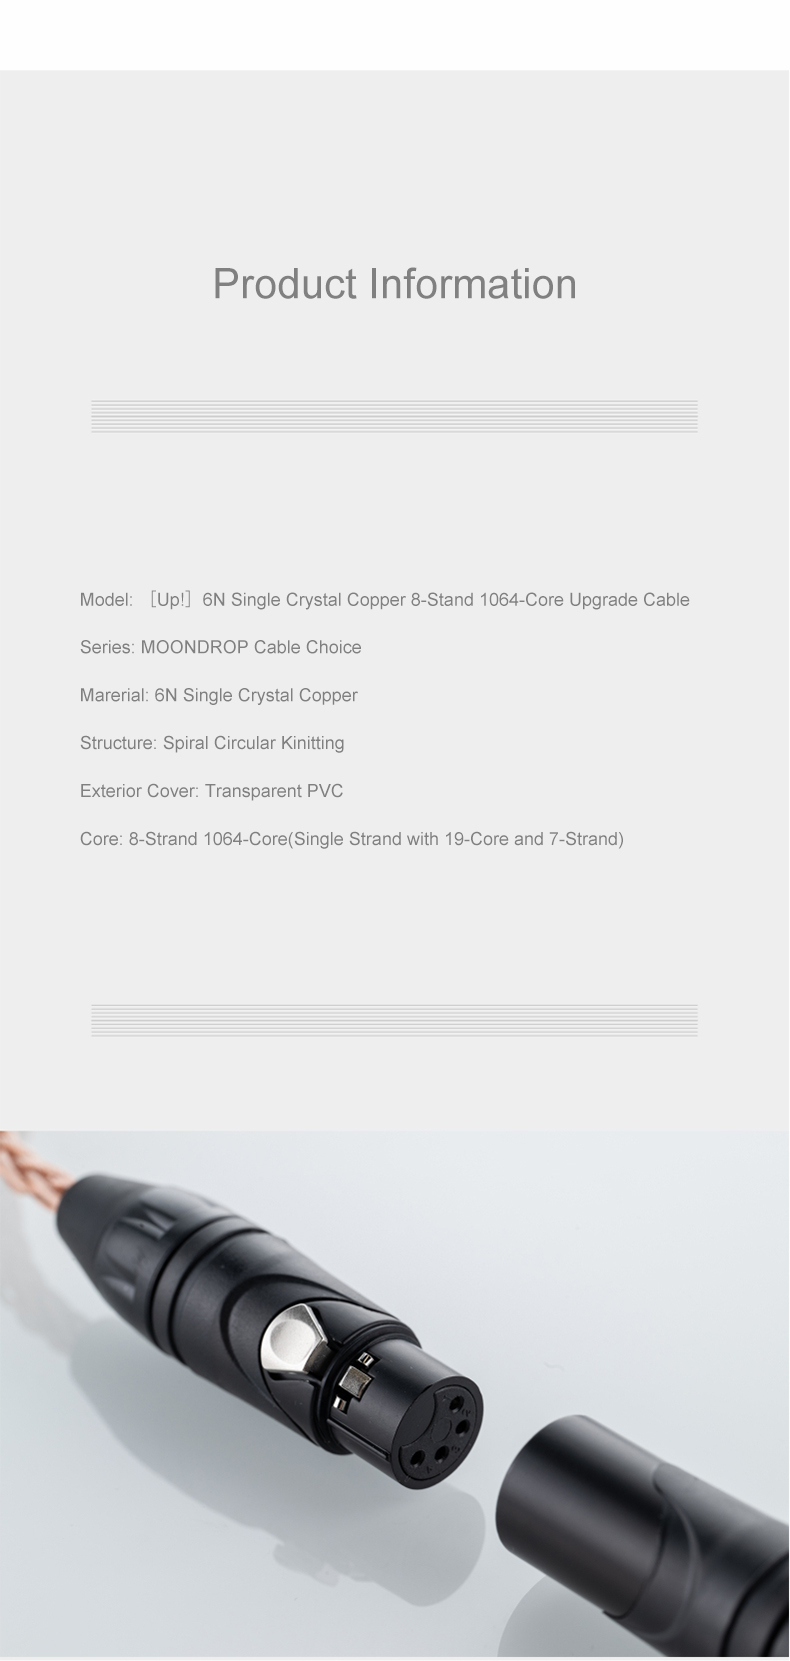 Product Information
Model: ［Up!］6N Single Crystal Copper 8-Stand 1064-Core Upgrade Cable
Series: MOONDROP Cable Choice
Marerial: 6N Single Crystal Copper
Structure: Spiral Circular Kinitting
Exterior Cover: Transparent PVC
Core: 8-Strand 1064-Core(Single Strand with 19-Core and 7-Strand)